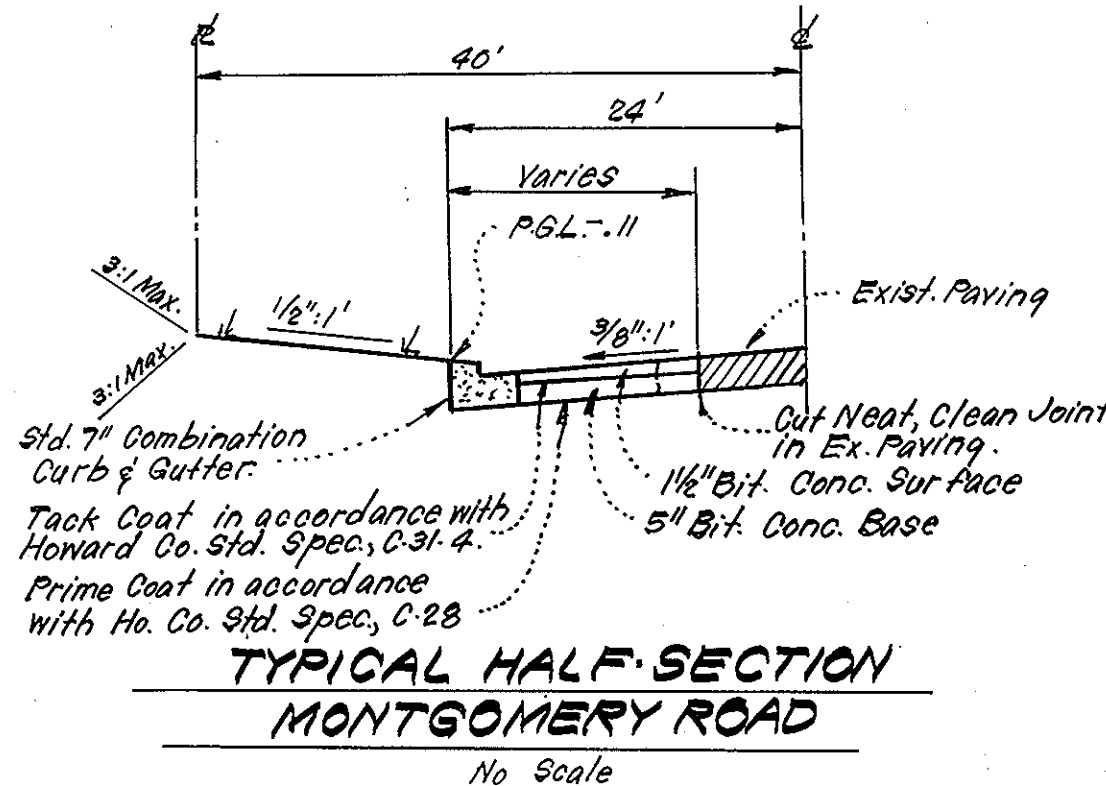 ℄
40'
24'
Varies
P.G.L.-.11
3:1 Max.
1/2":1'
3/8":1'
Exist. Paving
3:1 Max.
Std. 7" Combination
Curb & Gutter.
Cut Neat, Clean Joint
in Ex. Paving.
1½" Bit. Conc. Surface
5" Bit. Conc. Base
Tack Coat in accordance with
Howard Co. Std. Spec., C-31-4.
Prime Coat in accordance
with Ho. Co. Std. Spec., C-28
TYPICAL HALF-SECTION
MONTGOMERY ROAD
No Scale